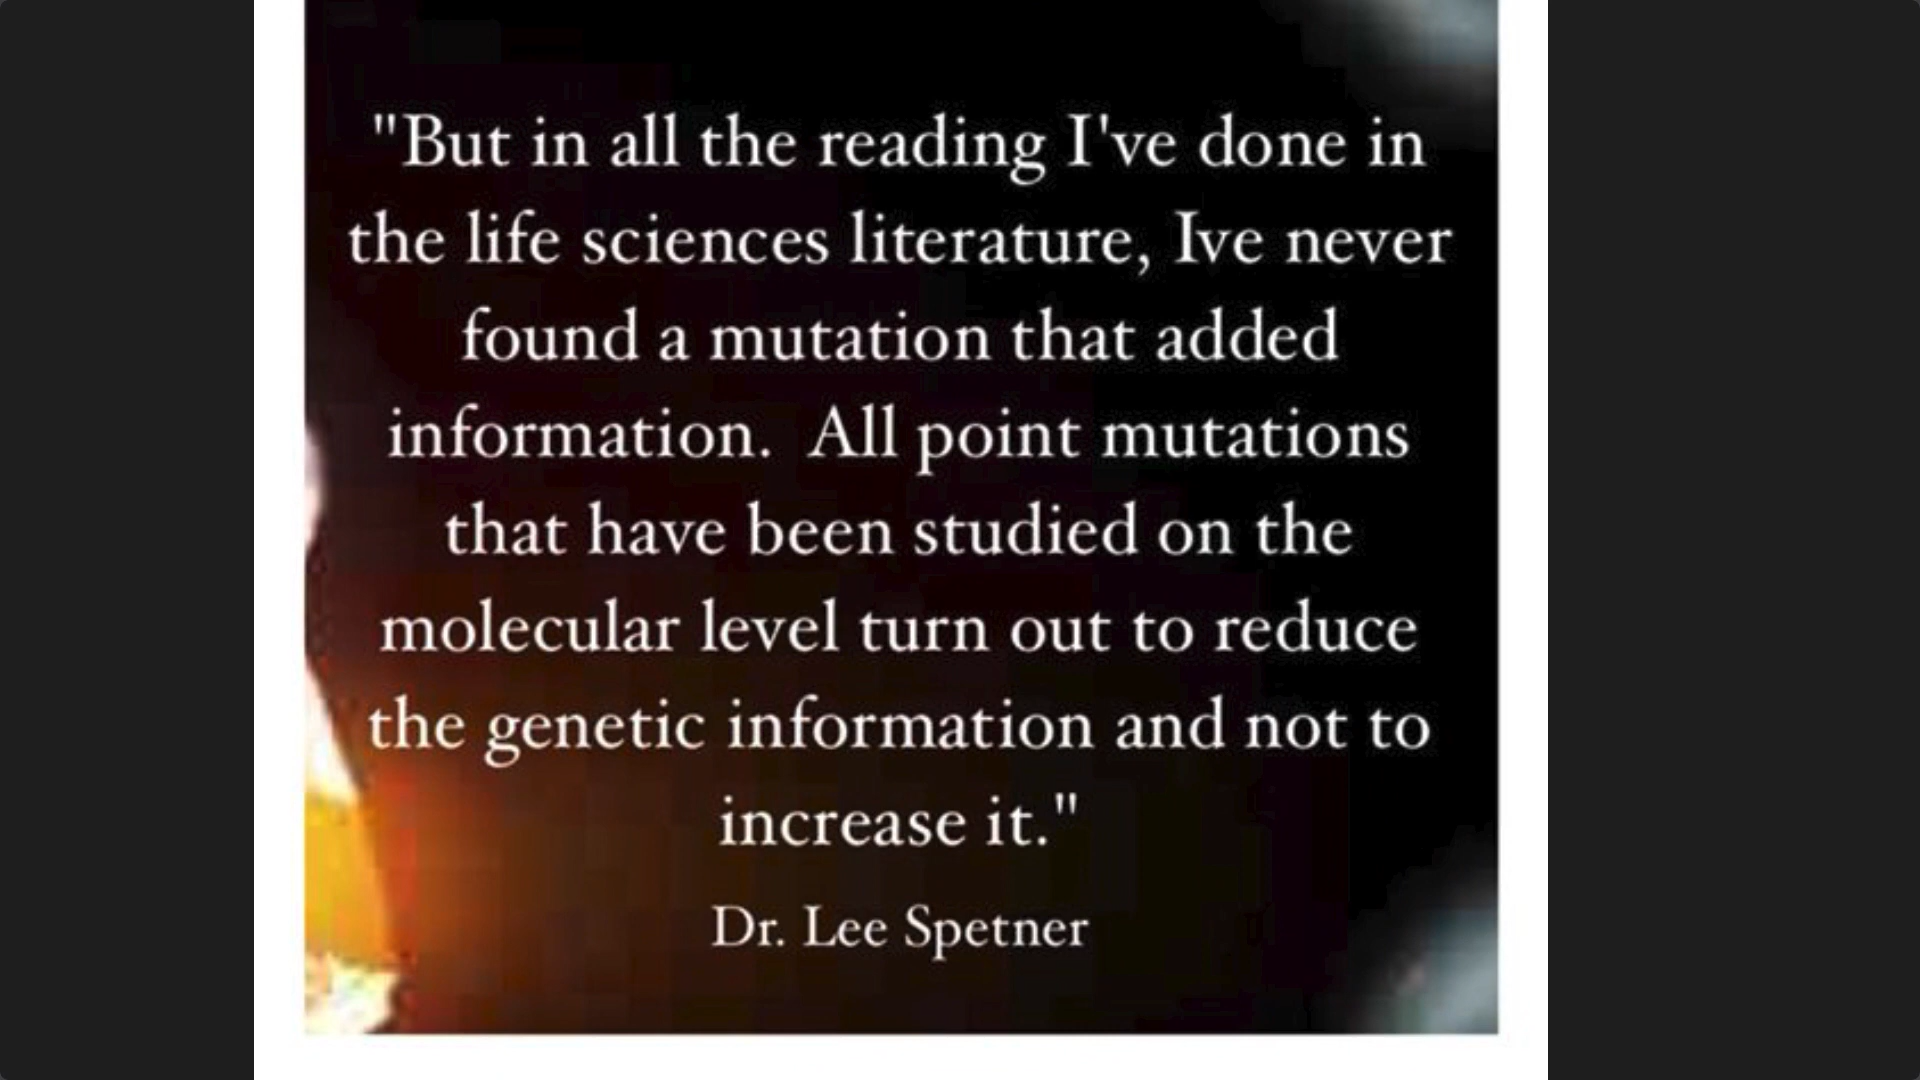 "But in all the reading I've done in
the life sciences literature, Ive never
found a mutation that added
information.  All point mutations
that have been studied on the
molecular level turn out to reduce
the genetic information and not to
increase it."
Dr. Lee Spetner